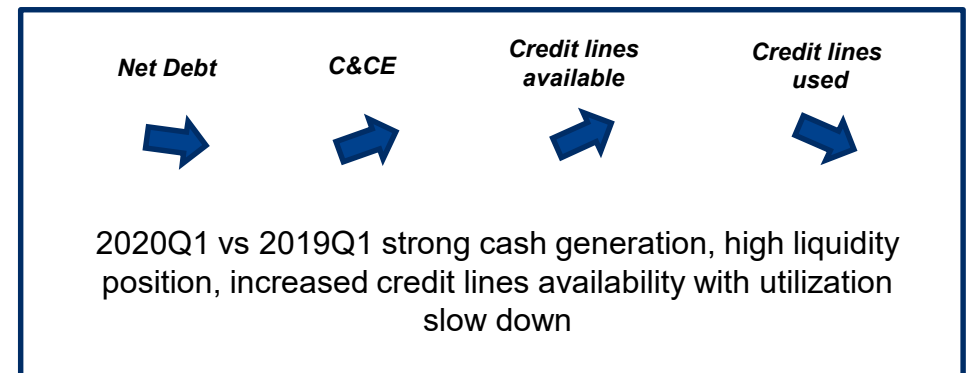 Net Debt
C&CE
Credit lines
available
Credit lines
used
2020Q1 vs 2019Q1 strong cash generation, high liquidity
position, increased credit lines availability with utilization
slow down